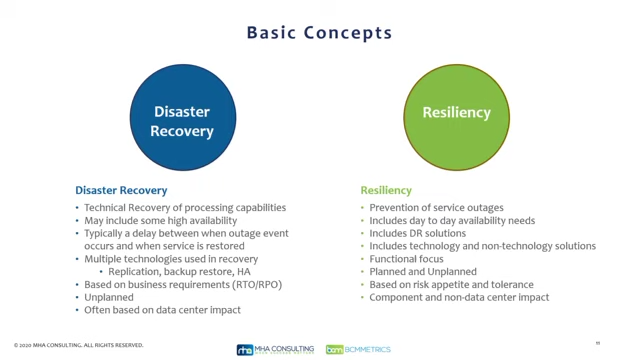 Basic Concepts
Disaster
Recovery
Resiliency
Disaster Recovery
• Technical Recovery of processing capabilities
• May include some high availability
• Typically a delay between when outage event
occurs and when service is restored
• Multiple technologies used in recovery
• Replication, backup restore, HA
• Based on business requirements (RTO/RPO)
• Unplanned
• Often based on data center impact
Resiliency
• Prevention of service outages
• Includes day to day availability needs
• Includes DR solutions
• Includes technology and non-technology solutions
• Functional focus
• Planned and Unplanned
• Based on risk appetite and tolerance
• Component and non-data center impact
© 2020 MHA CONSULTING. ALL RIGHTS RESERVED.
mha MHA CONSULTING
bcm BCMMETRICS
11